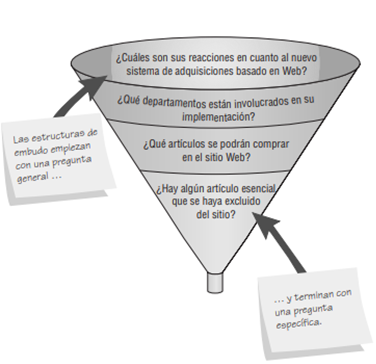 ¿Cuáles son sus reacciones en cuanto al nuevo
sistema de adquisiciones basado en Web?
¿Qué departamentos están involucrados en su
implementación?
¿Qué artículos se podrán comprar
en el sitio Web?
¿Hay algún artículo esencial
que se haya excluido
del sitio?
Las estructuras de
embudo empiezan
con una pregunta
general ...
... y terminan con
una pregunta
específica.